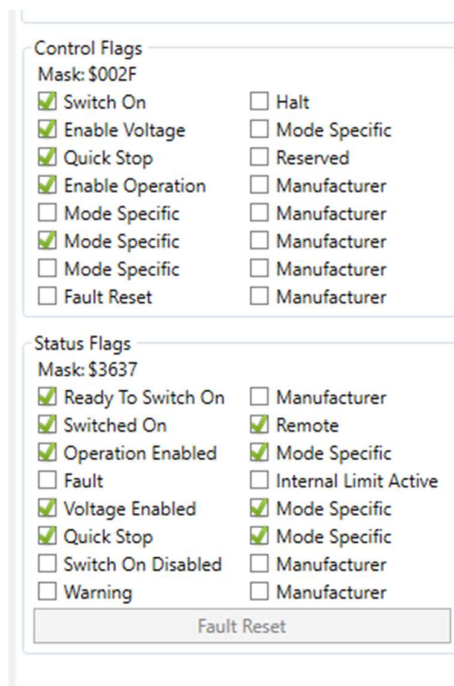 Control Flags
Mask: $002F
Switch On Halt
Enable Voltage Mode Specific
Quick Stop Reserved
Enable Operation Manufacturer
Mode Specific Manufacturer
Mode Specific Manufacturer
Mode Specific Manufacturer
Fault Reset Manufacturer
Status Flags
Mask: $3637
Ready To Switch On Manufacturer
Switched On Remote
Operation Enabled Mode Specific
Fault Internal Limit Active
Voltage Enabled Mode Specific
Quick Stop Mode Specific
Switch On Disabled Manufacturer
Warning Manufacturer
Fault Reset